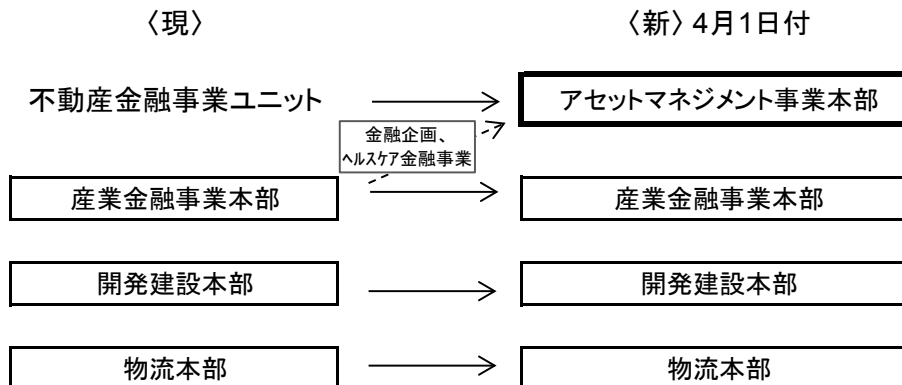 〈現〉
〈新〉4月1日付
不動産金融事業ユニット
アセットマネジメント事業本部
金融企画、
ヘルスケア金融事業
産業金融事業本部
産業金融事業本部
開発建設本部
開発建設本部
物流本部
物流本部